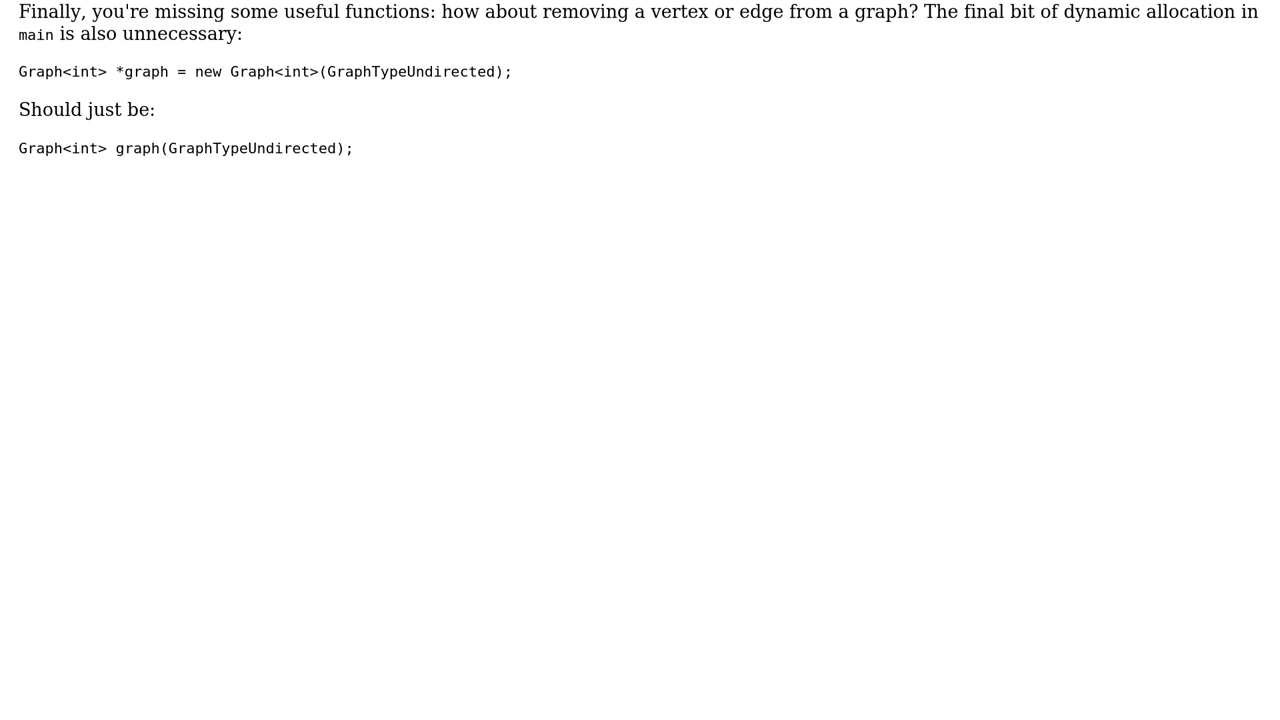 Finally, you're missing some useful functions: how about removing a vertex or edge from a graph? The final bit of dynamic allocation in
main is also unnecessary:
Graph<int> *graph = new Graph<int>(GraphTypeUndirected);
Should just be:
Graph<int> graph(GraphTypeUndirected);